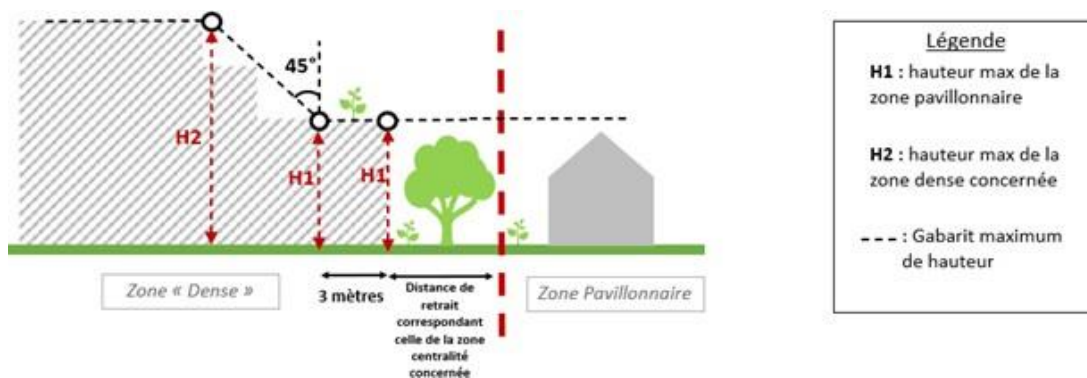 45°
H2
H1
H1
Zone « Dense »
3 mètres
Distance de
retrait
correspondant
celle de la zone
centralité
concernée
Zone Pavillonnaire
Légende
H1 : hauteur max de la
zone pavillonnaire
H2 : hauteur max de la
zone dense concernée
---- : Gabarit maximum
de hauteur